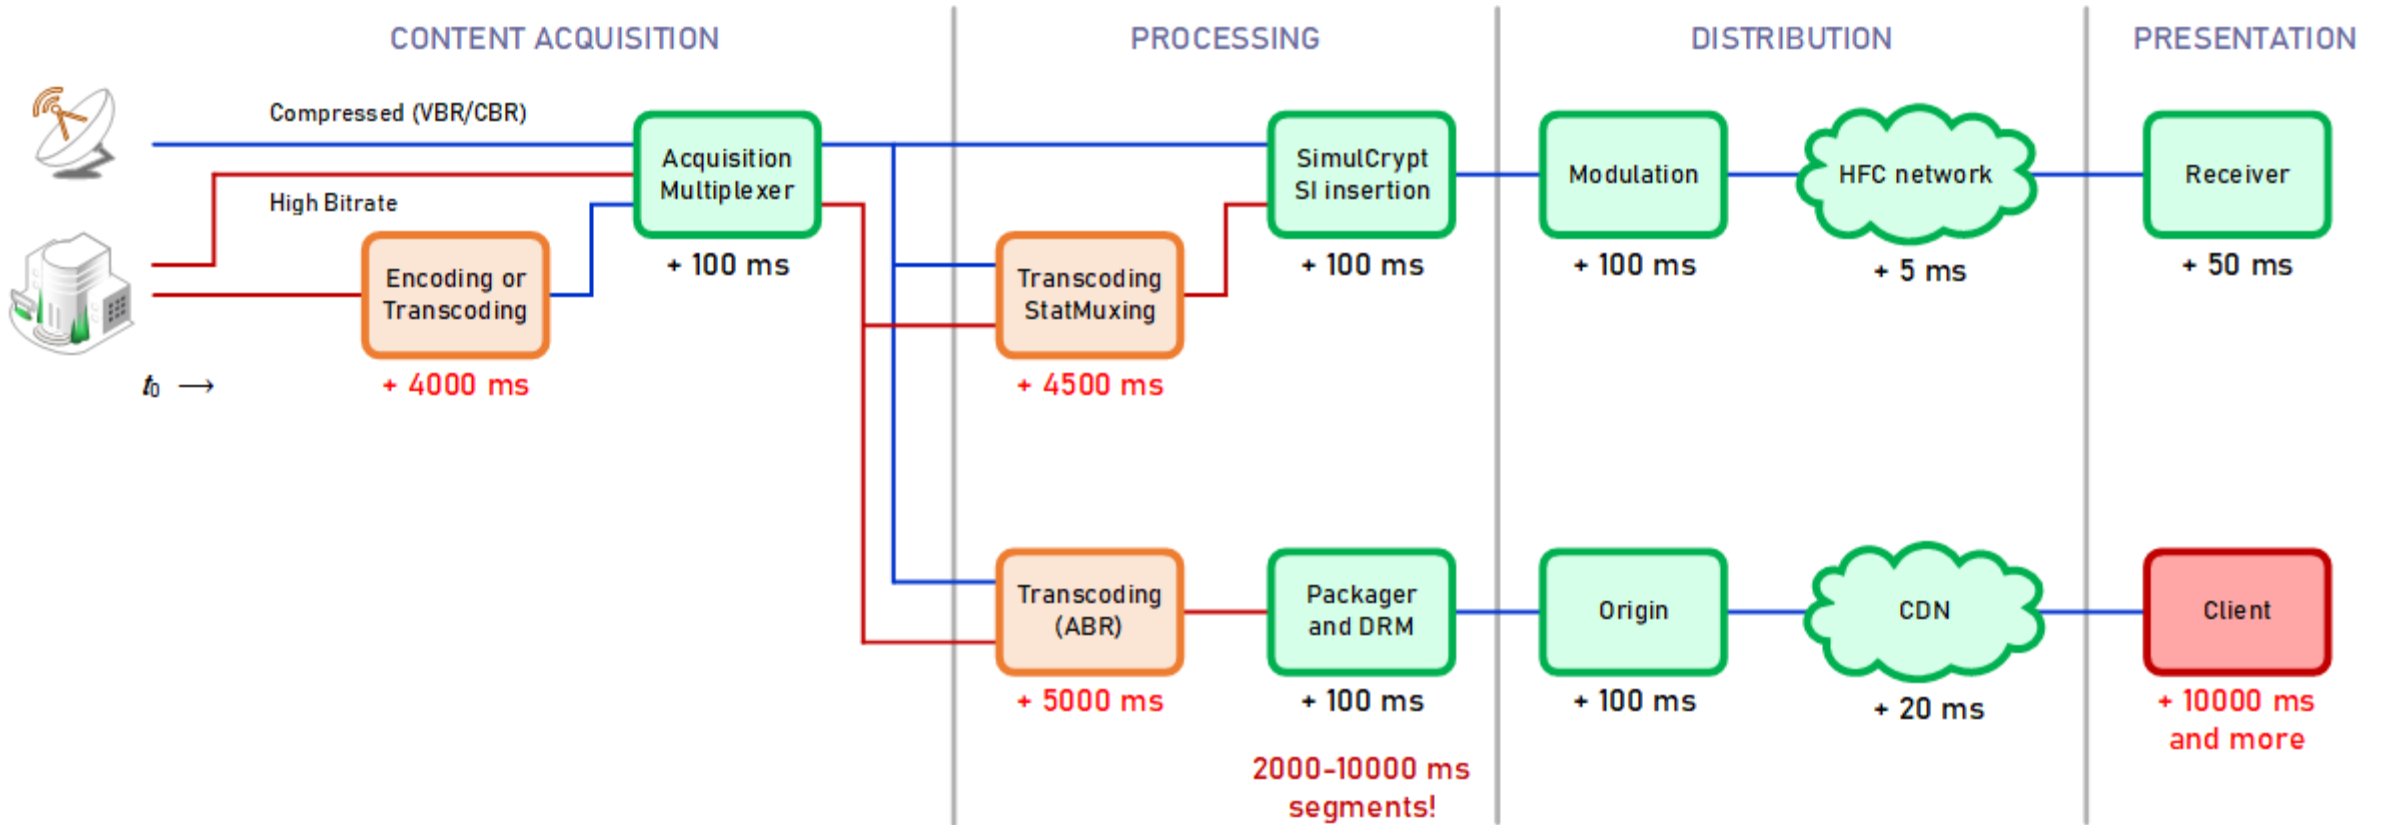 CONTENT ACQUISITION
PROCESSING
DISTRIBUTION
PRESENTATION
Compressed (VBR/CBR)
High Bitrate
Encoding or
Transcoding
+ 4000 ms
t₀ →
Acquisition
Multiplexer
+ 100 ms
Transcoding
StatMuxing
+ 4500 ms
SimulCrypt
SI insertion
+ 100 ms
Modulation
+ 100 ms
HFC network
+ 5 ms
Receiver
+ 50 ms
Transcoding
(ABR)
+ 5000 ms
Packager
and DRM
+ 100 ms
2000-10000 ms
segments!
Origin
+ 100 ms
CDN
+ 20 ms
Client
+ 10000 ms
and more